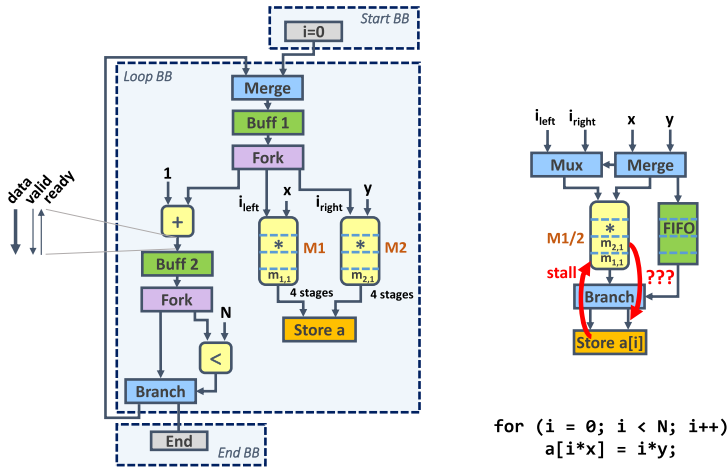 Start BB
i=0
Loop BB
Merge
Buff 1
Fork
data
valid
ready
1
+
i_left
x
i_right
y
*
M1
*
M2
m_1,1
m_2,1
4 stages
4 stages
Buff 2
Fork
N
<
Store a
Branch
End
End BB
i_left
i_right
x
y
Mux
Merge
M1/2
*
m_2,1
m_1,1
FIFO
stall
???
Branch
Store a[i]
for (i = 0; i < N; i++)
a[i*x] = i*y;